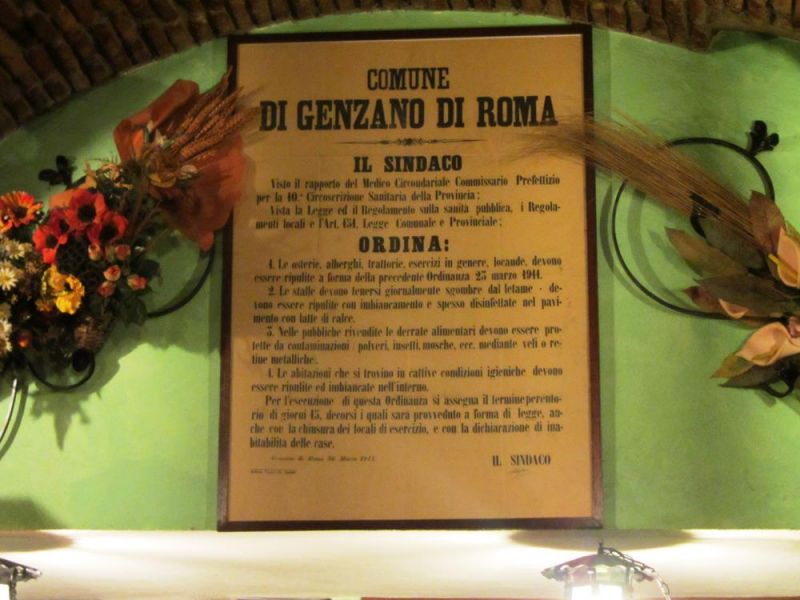 COMUNE
DI GENZANO DI ROMA
IL SINDACO
Visto il rapporto del Medico Circondariale Commissario Prefettizio
per la 10.ª Circoscrizione Sanitaria della Provincia;
Vista la Legge ed il Regolamento sulla sanità pubblica, i Regola-
menti locali e l'Art. 151, Legge Comunale e Provinciale;
ORDINA:
1. Le osterie, alberghi, trattorie, esercizi in genere, locande, devono
essere ripulite a forma della precedente Ordinanza 25 marzo 1911.
2. Le stalle devono tenersi giornalmente sgombre dal letame - de-
vono essere ripulite con imbiancamento e spesso disinfettate nel pavi-
mento con latte di calce.
3. Nelle pubbliche rivendite le derrate alimentari devono essere pro-
tette da contaminazioni polveri, insetti, mosche, ecc. mediante veli o re-
tine metalliche.
4. Le abitazioni che si trovino in cattive condizioni igieniche devono
essere ripulite ed imbiancate nell'interno.
Per l'esecuzione di questa Ordinanza si assegna il termine perento-
rio di giorni 15, decorsi i quali sarà provveduto a forma di legge, an-
che con la chiusura dei locali di esercizio, e con la dichiarazione di ina-
bitabilità delle case.
Genzano di Roma Marzo
IL SINDACO